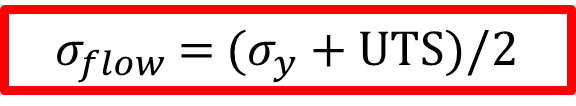 σ_flow = (σ_y + UTS)/2